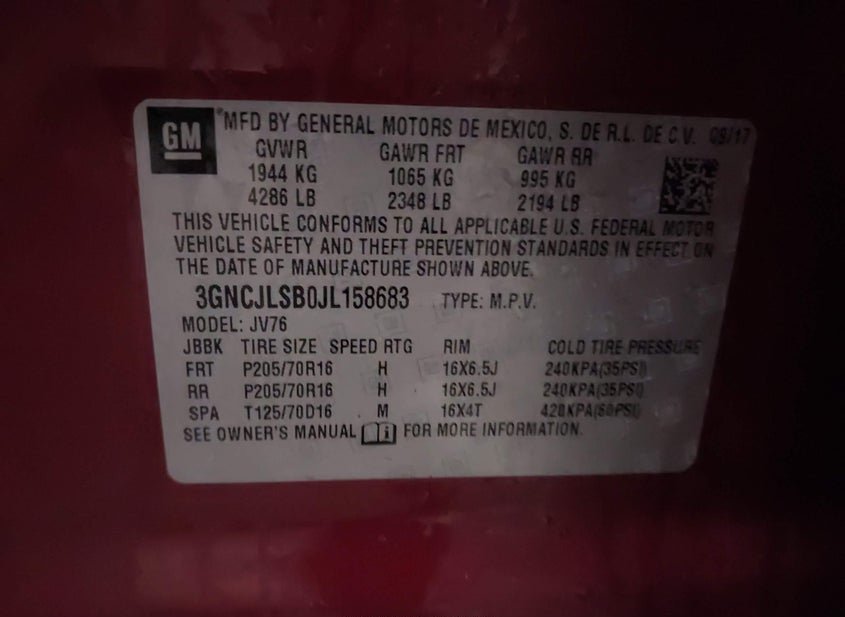 GM
MFD BY GENERAL MOTORS DE MEXICO, S. DE R.L. DE C.V. 09/17
GVWR GAWR FRT GAWR RR
1944 KG 1065 KG 995 KG
4286 LB 2348 LB 2194 LB
THIS VEHICLE CONFORMS TO ALL APPLICABLE U.S. FEDERAL MOTOR
VEHICLE SAFETY AND THEFT PREVENTION STANDARDS IN EFFECT ON
THE DATE OF MANUFACTURE SHOWN ABOVE.
3GNCJLSB0JL158683 TYPE: M.P.V.
MODEL: JV76
JBBK TIRE SIZE SPEED RTG RIM COLD TIRE PRESSURE
FRT P205/70R16 H 16X6.5J 240KPA(35PSI)
RR P205/70R16 H 16X6.5J 240KPA(35PSI)
SPA T125/70D16 M 16X4T 420KPA(60PSI)
SEE OWNER'S MANUAL i FOR MORE INFORMATION.